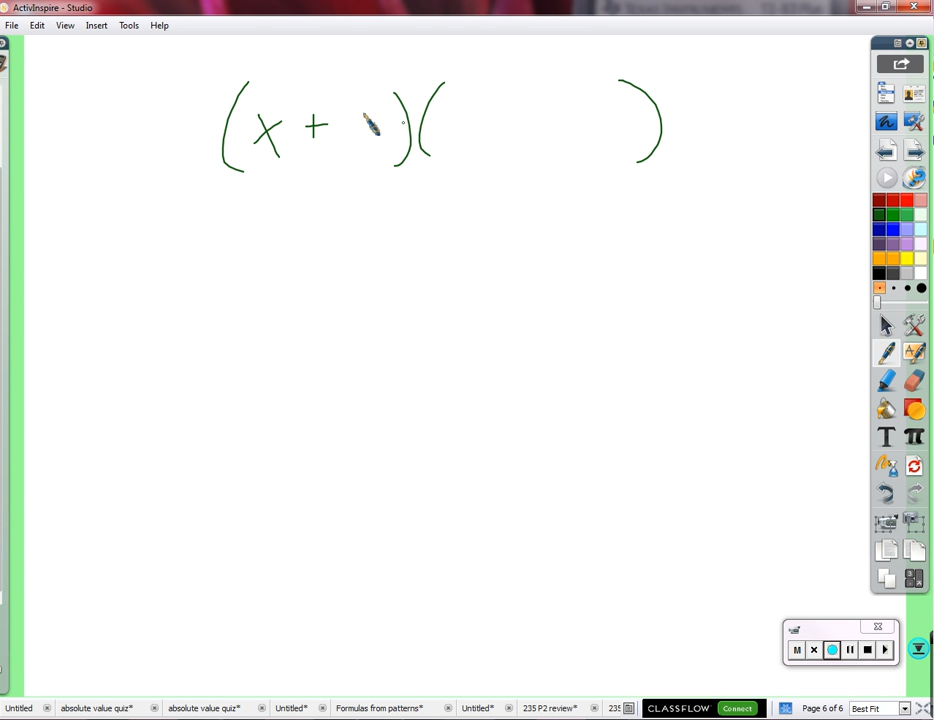 ActivInspire - Studio
File Edit View Insert Tools Help
(x + )( )
M
Untitled absolute value quiz* absolute value quiz* Untitled* Formulas from patterns* Untitled* 235 P2 review* 235 CLASSFLOW Connect Page 6 of 6 Best Fit